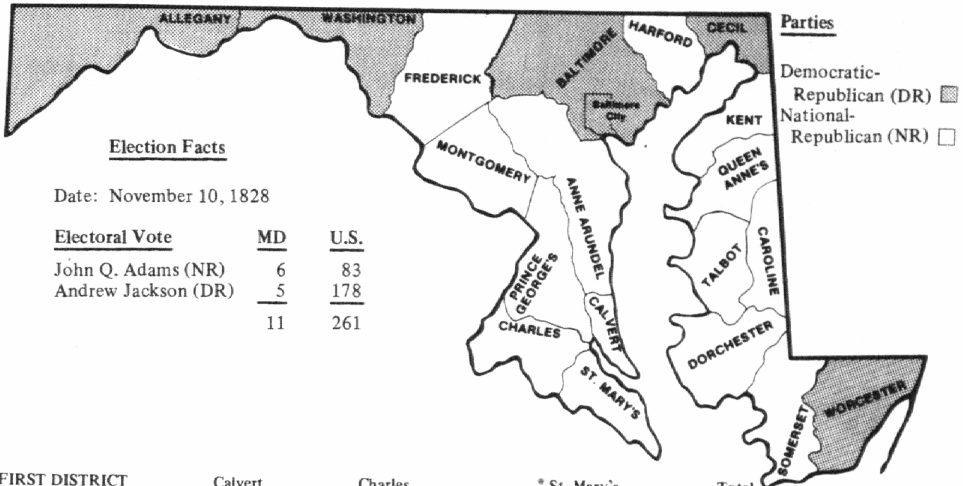 ALLEGANY
WASHINGTON
FREDERICK
BALTIMORE
Baltimore
City
HARFORD
CECIL
KENT
QUEEN
ANNE'S
MONTGOMERY
ANNE ARUNDEL
PRINCE
GEORGE'S
CALVERT
CHARLES
ST. MARY'S
TALBOT
CAROLINE
DORCHESTER
SOMERSET
WORCESTER
Parties
Democratic-
Republican (DR)
National-
Republican (NR)
Election Facts
Date: November 10, 1828
Electoral Vote MD U.S.
John Q. Adams (NR) 6 83
Andrew Jackson (DR) 5 178
11 261
FIRST DISTRICT Calvert Charles * St. Mary's Total